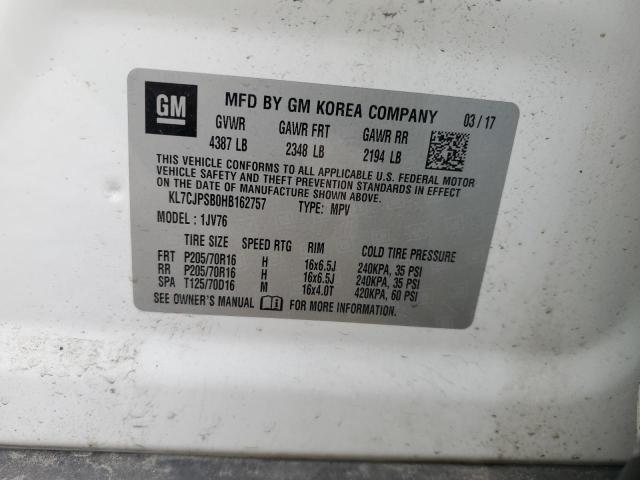 GM
MFD BY GM KOREA COMPANY 03/17
GVWR GAWR FRT GAWR RR
4387 LB 2348 LB 2194 LB
THIS VEHICLE CONFORMS TO ALL APPLICABLE U.S. FEDERAL MOTOR
VEHICLE SAFETY, BUMPER, AND THEFT PREVENTION STANDARDS IN EFFECT
ON THE DATE OF MANUFACTURE SHOWN ABOVE.
KL7CJPSB0HB162757 TYPE: MPV
MODEL : 1JV76
TIRE SIZE SPEED RTG RIM COLD TIRE PRESSURE
FRT P205/70R16 H 16x6.5J 240KPA, 35 PSI
RR P205/70R16 H 16x6.5J 240KPA, 35 PSI
SPA T125/70D16 M 16x4.0T 420KPA, 60 PSI
SEE OWNER'S MANUAL FOR MORE INFORMATION.